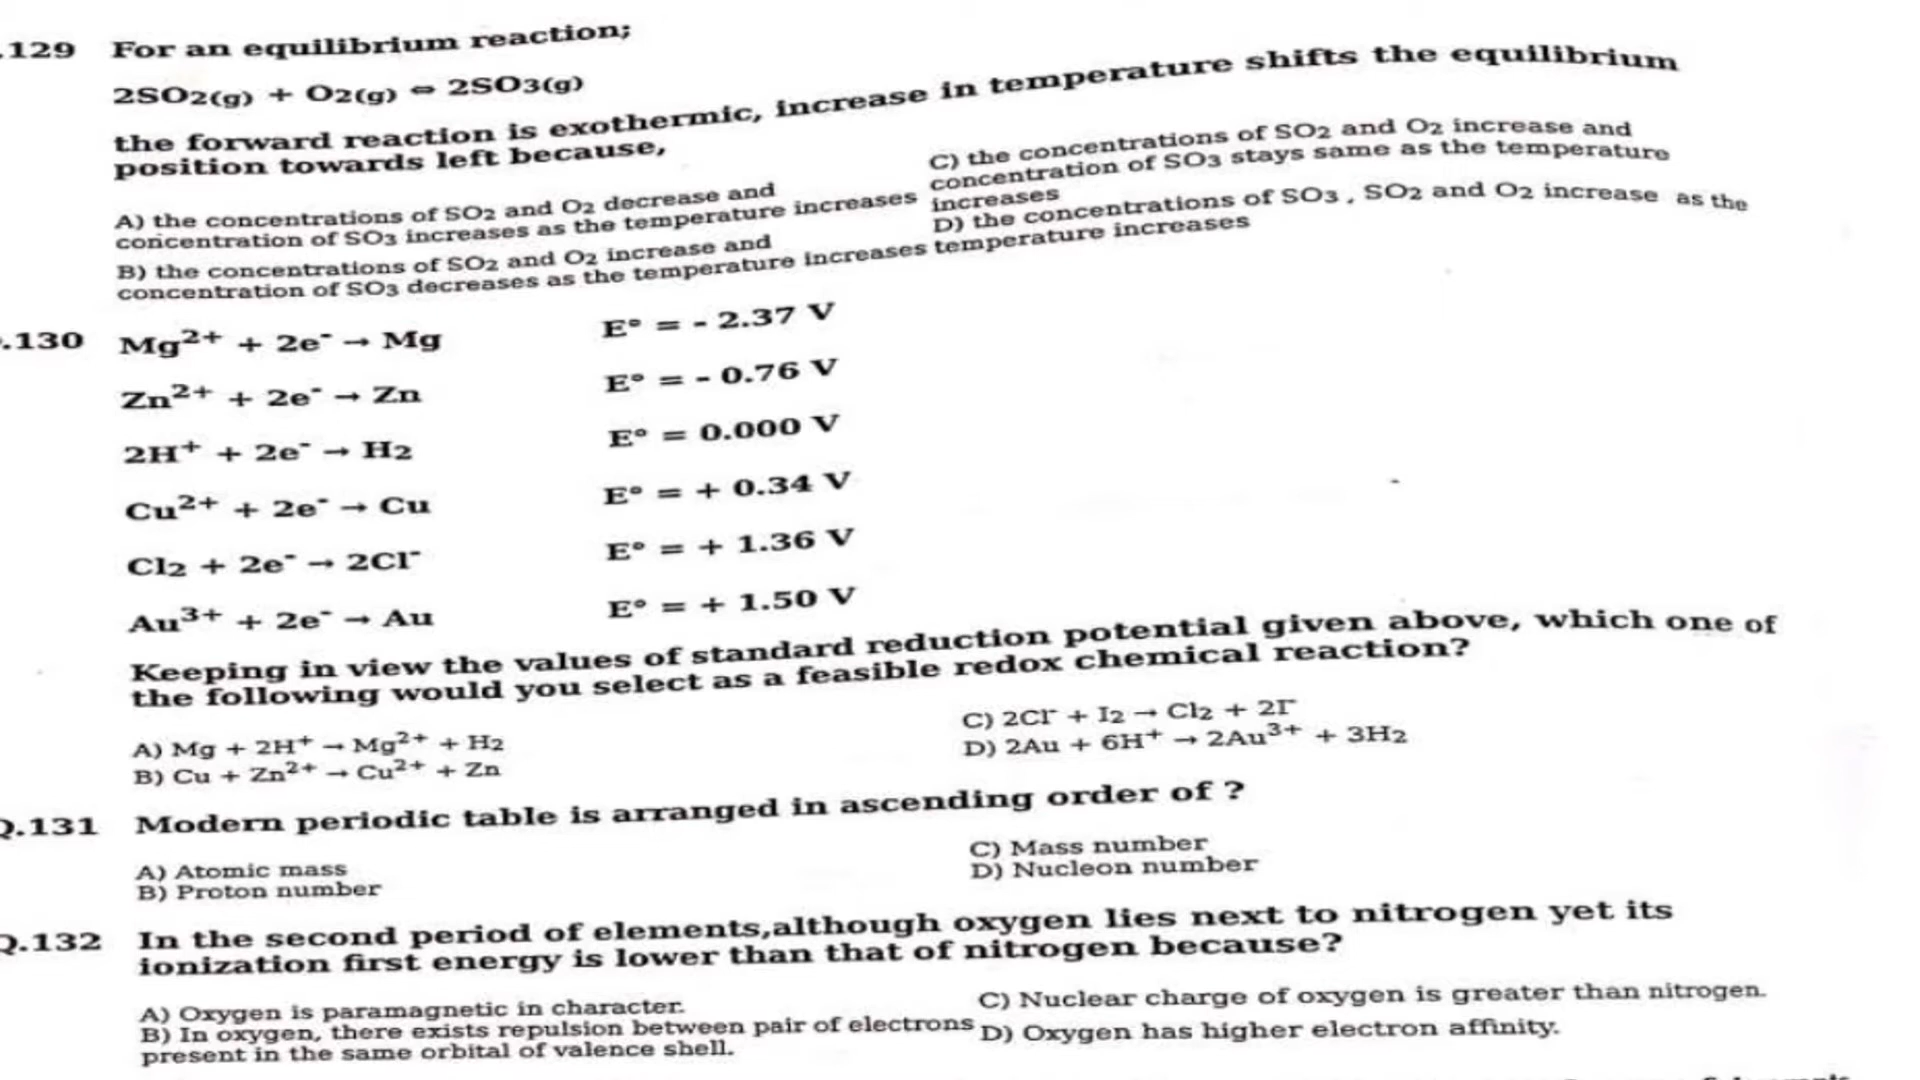 .129 For an equilibrium reaction;
2SO2(g) + O2(g) ⇔ 2SO3(g)
the forward reaction is exothermic, increase in temperature shifts the equilibrium
position towards left because,
A) the concentrations of SO2 and O2 decrease and
concentration of SO3 increases as the temperature increases
B) the concentrations of SO2 and O2 increase and
concentration of SO3 decreases as the temperature increases
C) the concentrations of SO2 and O2 increase and
concentration of SO3 stays same as the temperature
increases
D) the concentrations of SO3 , SO2 and O2 increase as the
temperature increases
.130 Mg²⁺ + 2e⁻ → Mg E° = - 2.37 V
Zn²⁺ + 2e⁻ → Zn E° = - 0.76 V
2H⁺ + 2e⁻ → H2 E° = 0.000 V
Cu²⁺ + 2e⁻ → Cu E° = + 0.34 V
Cl2 + 2e⁻ → 2Cl⁻ E° = + 1.36 V
Au³⁺ + 2e⁻ → Au E° = + 1.50 V
Keeping in view the values of standard reduction potential given above, which one of
the following would you select as a feasible redox chemical reaction?
A) Mg + 2H⁺ → Mg²⁺ + H2
B) Cu + Zn²⁺ → Cu²⁺ + Zn
C) 2Cl⁻ + I2 → Cl2 + 2I⁻
D) 2Au + 6H⁺ → 2Au³⁺ + 3H2
Q.131 Modern periodic table is arranged in ascending order of ?
A) Atomic mass
B) Proton number
C) Mass number
D) Nucleon number
Q.132 In the second period of elements,although oxygen lies next to nitrogen yet its
ionization first energy is lower than that of nitrogen because?
A) Oxygen is paramagnetic in character.
B) In oxygen, there exists repulsion between pair of electrons
present in the same orbital of valence shell.
C) Nuclear charge of oxygen is greater than nitrogen.
D) Oxygen has higher electron affinity.